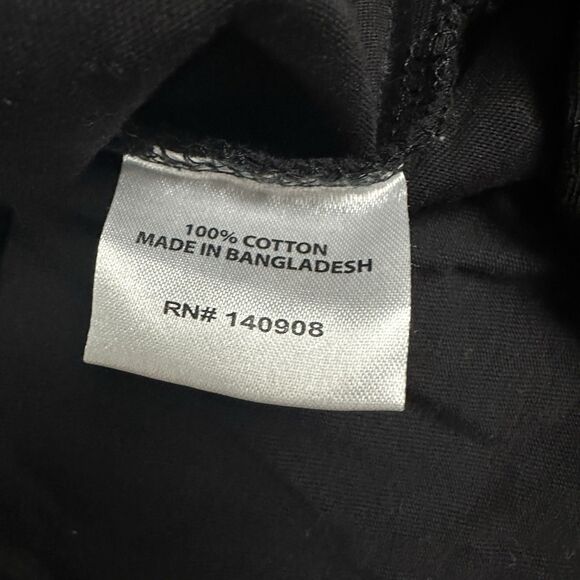 100% COTTON
MADE IN BANGLADESH
RN# 140908